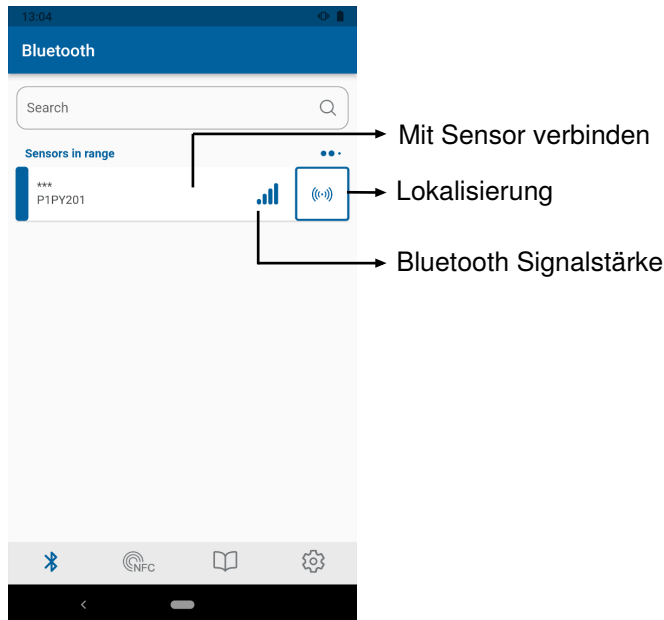 13:04
Bluetooth
Search
Mit Sensor verbinden
Sensors in range
***
P1PY201
Lokalisierung
Bluetooth Signalstärke
NFC